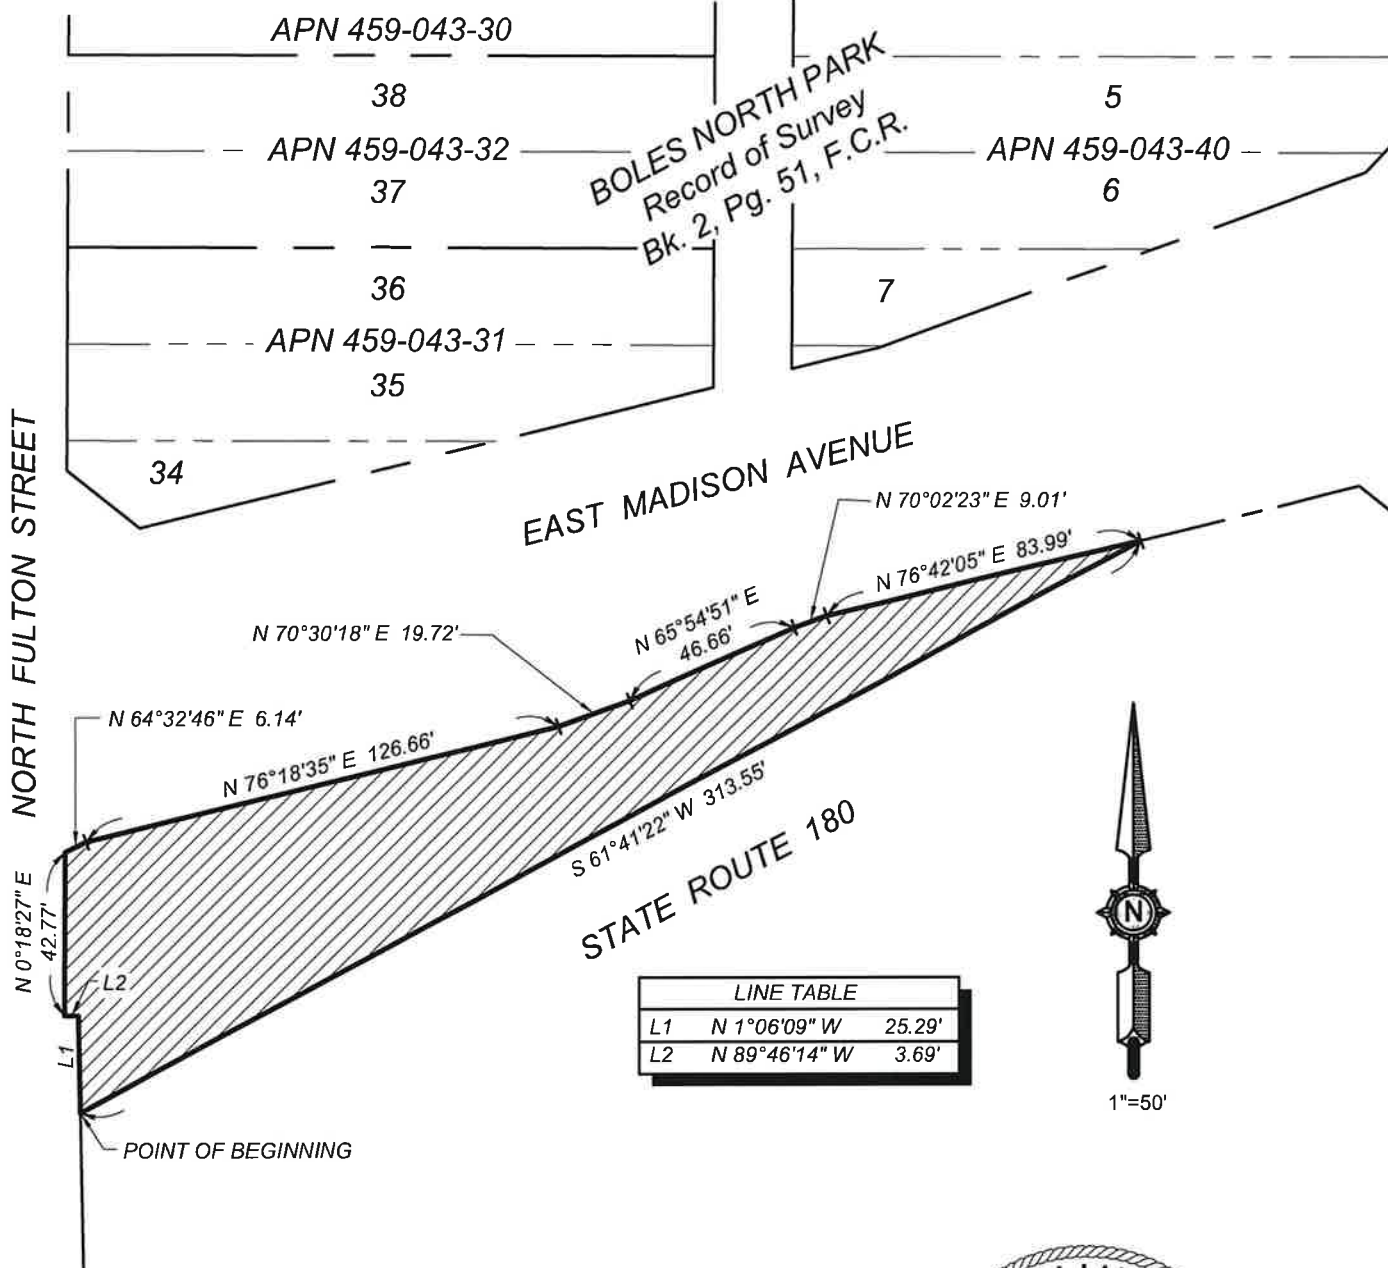 APN 459-043-30
38
APN 459-043-32
37
36
APN 459-043-31
35
34
BOLES NORTH PARK
Record of Survey
Bk. 2, Pg. 51, F.C.R.
5
APN 459-043-40
6
7
NORTH FULTON STREET
EAST MADISON AVENUE
N 70°02'23" E 9.01'
N 76°42'05" E 83.99'
N 65°54'51" E
46.66'
N 70°30'18" E 19.72'
N 64°32'46" E 6.14'
N 76°18'35" E 126.66'
S 61°41'22" W 313.55'
STATE ROUTE 180
N 0°18'27" E
42.77'
L2
L1
POINT OF BEGINNING
LINE TABLE
L1 N 1°06'09" W 25.29'
L2 N 89°46'14" W 3.69'
N
1"=50'